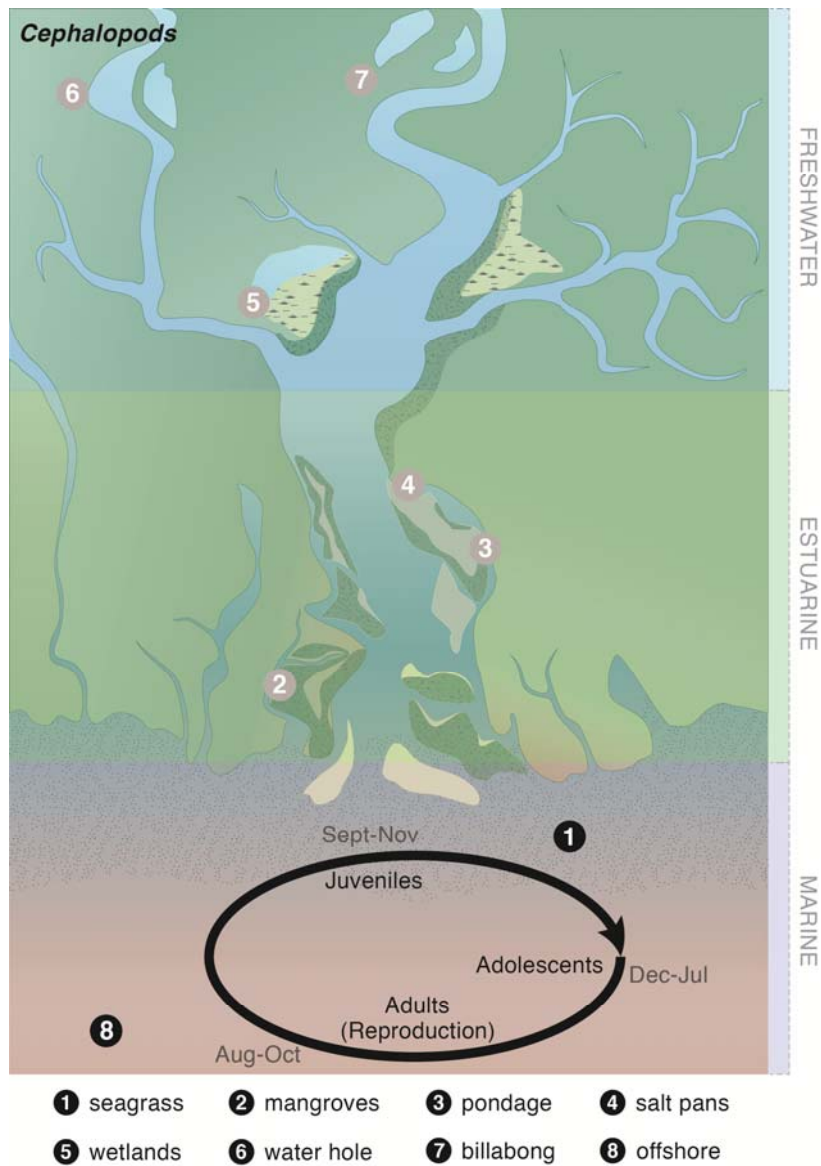 Cephalopods
6
7
FRESHWATER
5
4
3
ESTUARINE
2
Sept-Nov
1
Juveniles
MARINE
Adolescents
Dec-Jul
Adults
(Reproduction)
8
Aug-Oct
1 seagrass
2 mangroves
3 pondage
4 salt pans
5 wetlands
6 water hole
7 billabong
8 offshore